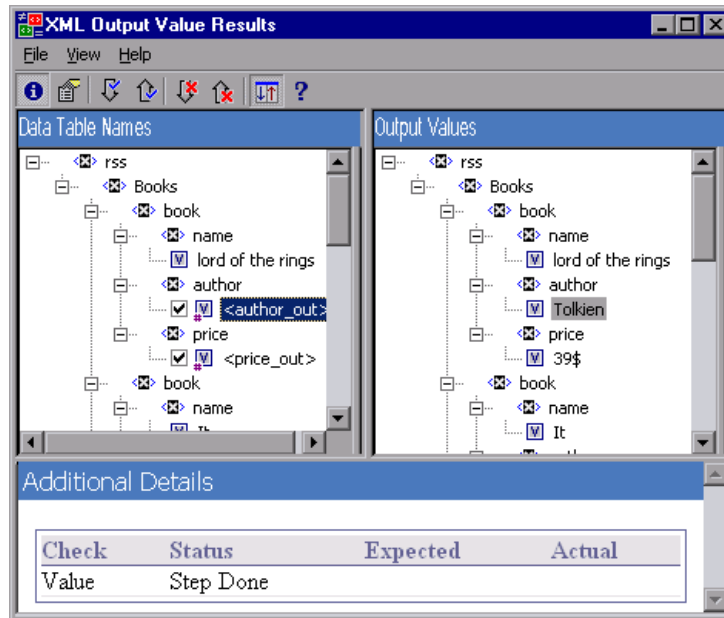 XML Output Value Results
File View Help
Data Table Names
rss
Books
book
name
lord of the rings
author
<author_out>
price
<price_out>
book
name
It
Output Values
rss
Books
book
name
lord of the rings
author
Tolkien
price
39$
book
name
It
Additional Details
Check Status Expected Actual
Value Step Done